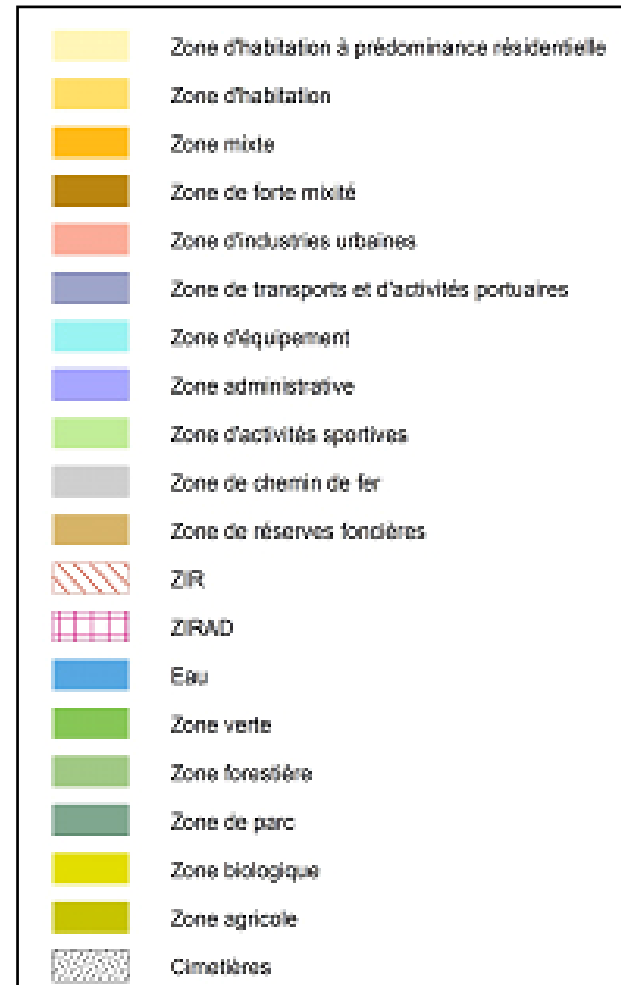 Zone d'habitation à prédominance résidentielle
Zone d'habitation
Zone mixte
Zone de forte mixité
Zone d'industries urbaines
Zone de transports et d'activités portuaires
Zone d'équipement
Zone administrative
Zone d'activités sportives
Zone de chemin de fer
Zone de réserves foncières
ZIR
ZIRAD
Eau
Zone verte
Zone forestière
Zone de parc
Zone biologique
Zone agricole
Cimetières